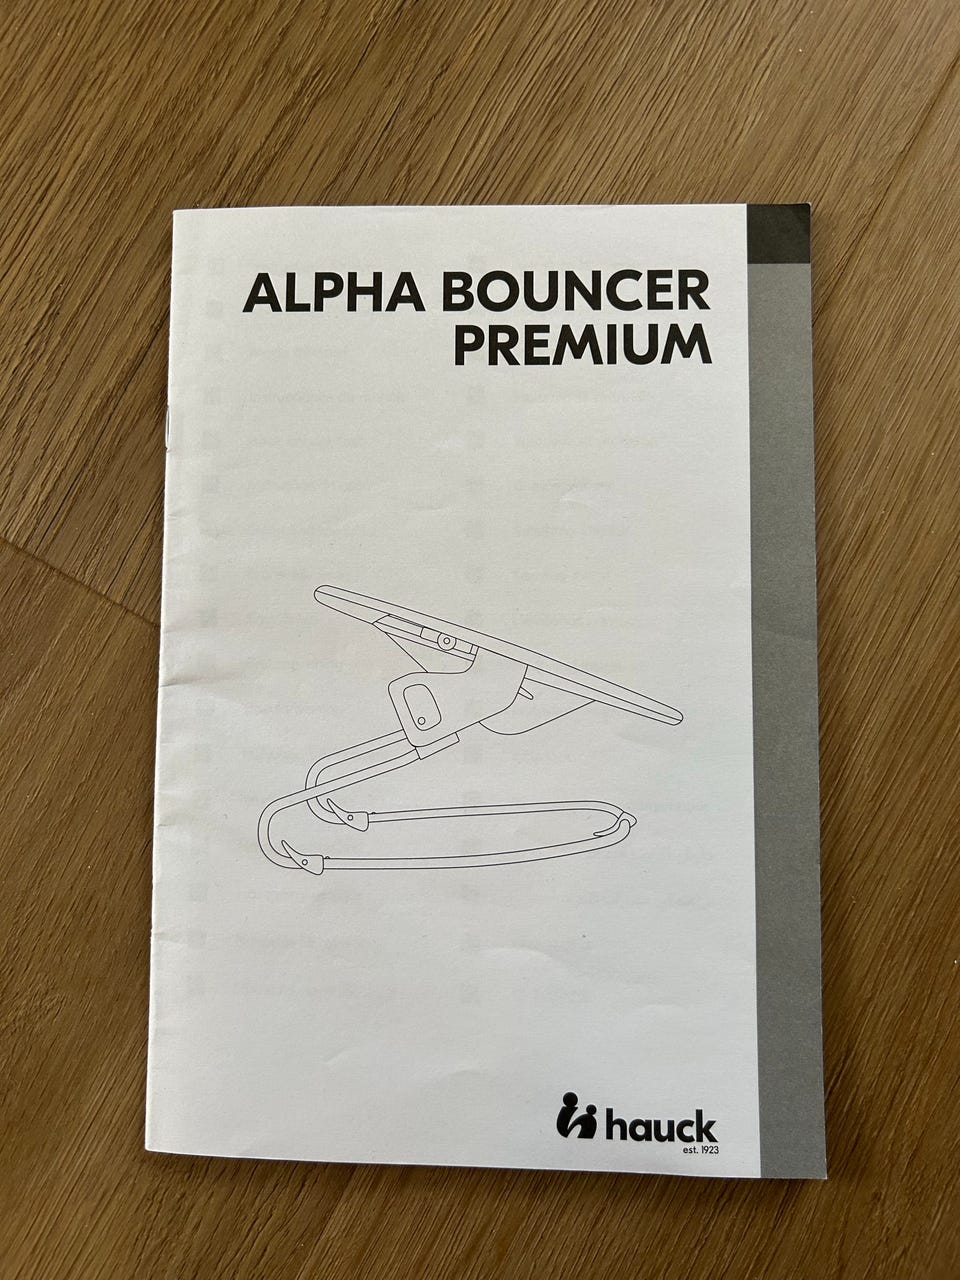 ALPHA BOUNCER
PREMIUM
hauck
est. 1923